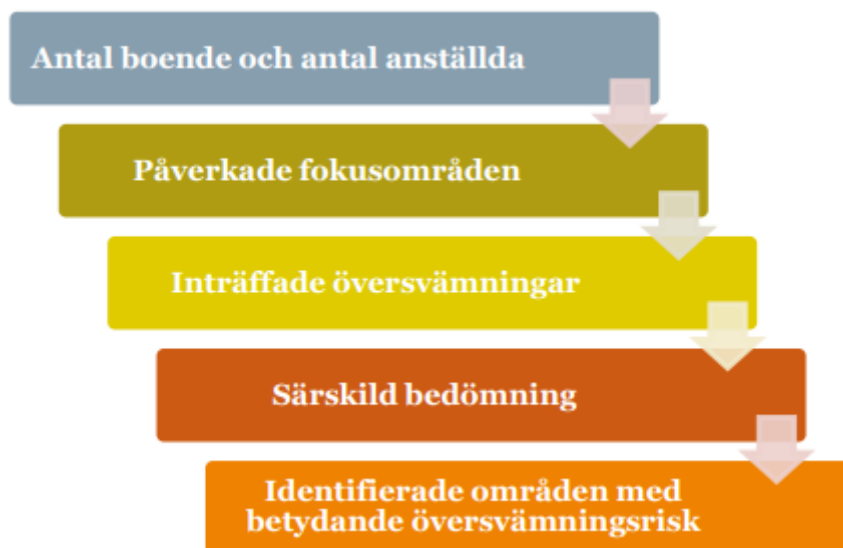 Antal boende och antal anställda
Påverkade fokusområden
Inträffade översvämningar
Särskild bedömning
Identifierade områden med
betydande översvämningsrisk